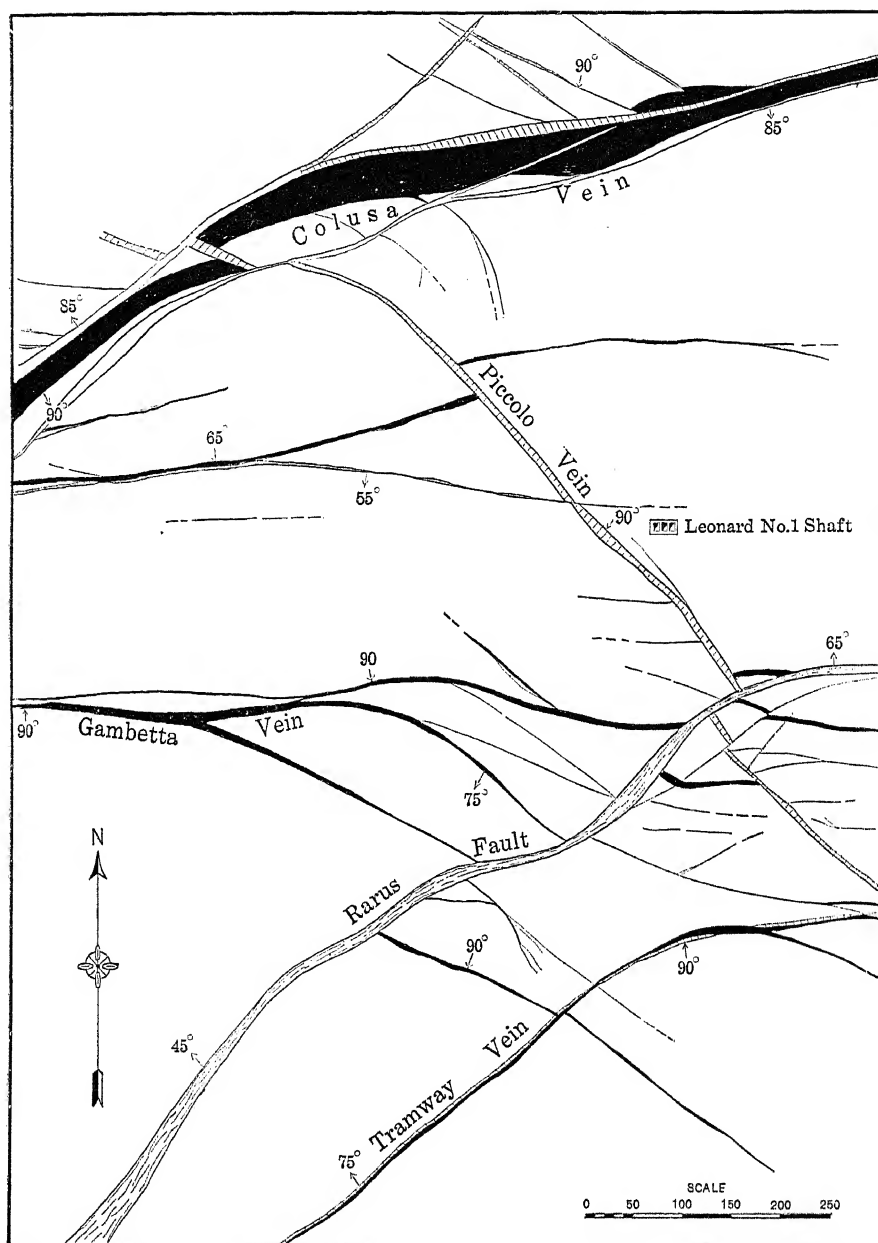 90°
85°
Colusa Vein
85°
90°
65°
55°
Piccolo Vein
90°
Leonard No.1 Shaft
65°
90
90°
Gambetta Vein
75°
N
Rarus Fault
90°
90°
45°
Tramway Vein
75°
SCALE
0 50 100 150 200 250